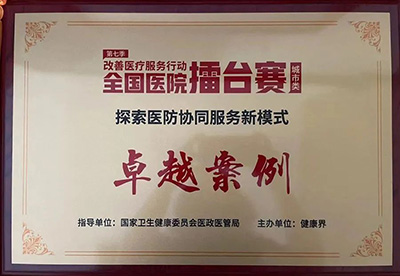 第七季
改善医疗服务行动
全国医院擂台赛 城市类
探索医防协同服务新模式
卓越案例
指导单位：国家卫生健康委员会医政医管局 主办单位：健康界